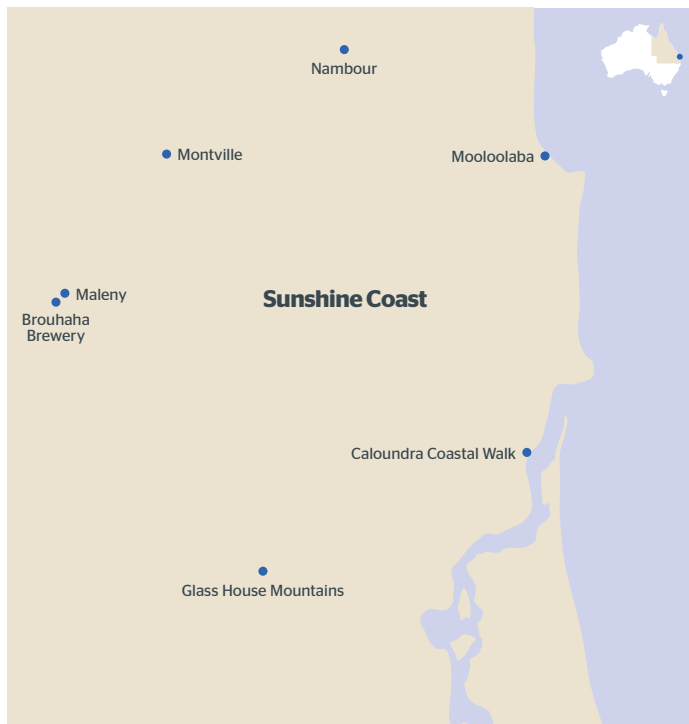 Nambour
Montville
Mooloolaba
Maleny
Brouhaha
Brewery
Sunshine Coast
Caloundra Coastal Walk
Glass House Mountains